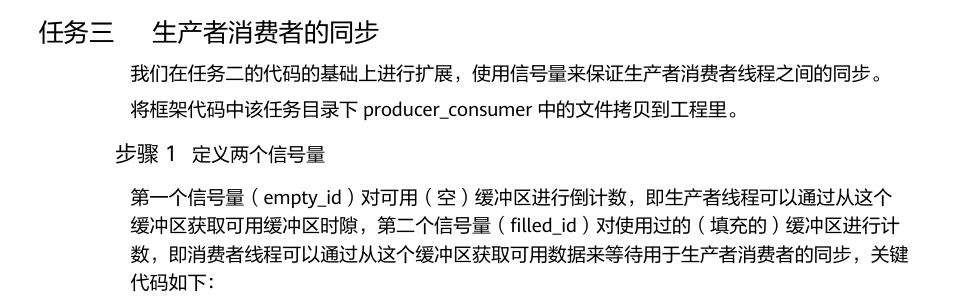 任务三 生产者消费者的同步
我们在任务二的代码的基础上进行扩展，使用信号量来保证生产者消费者线程之间的同步。
将框架代码中该任务目录下 producer_consumer 中的文件拷贝到工程里。
步骤 1 定义两个信号量
第一个信号量（empty_id）对可用（空）缓冲区进行倒计数，即生产者线程可以通过从这个
缓冲区获取可用缓冲区时隙，第二个信号量（filled_id）对使用过的（填充的）缓冲区进行计
数，即消费者线程可以通过从这个缓冲区获取可用数据来等待用于生产者消费者的同步，关键
代码如下：